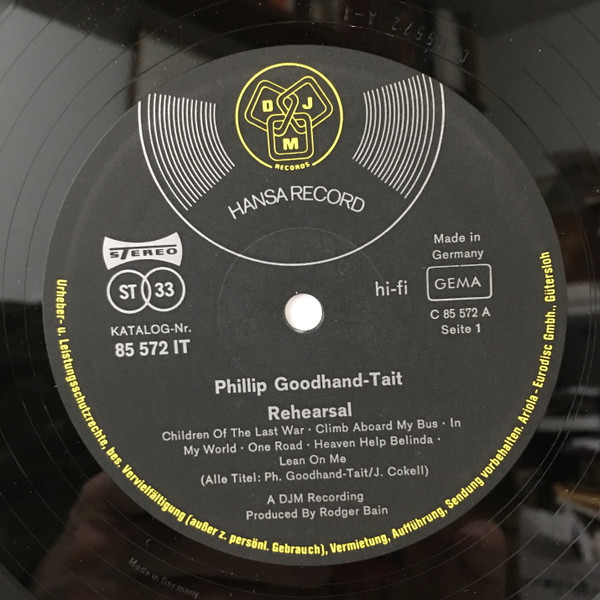 D J
M
RECORDS
HANSA RECORD
STEREO
ST 33
KATALOG-Nr.
85 572 IT
Made in
Germany
hi-fi
GEMA
C 85 572 A
Seite 1
Phillip Goodhand-Tait
Rehearsal
Children Of The Last War · Climb Aboard My Bus · In
My World · One Road · Heaven Help Belinda ·
Lean On Me
(Alle Titel: Ph. Goodhand-Tait/J. Cokell)
A DJM Recording
Produced By Rodger Bain
Urheber- u. Leistungsschutzrechte, bes. Vervielfältigung (außer z. persönl. Gebrauch), Vermietung, Aufführung, Sendung vorbehalten. Ariola - Eurodisc Gmbh., Gütersloh
Made in Germany